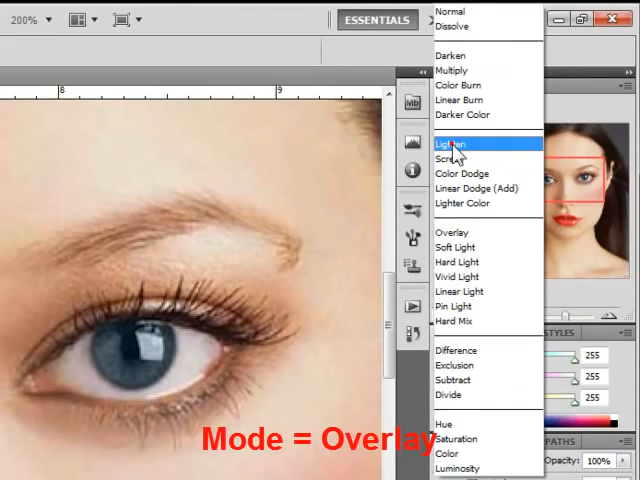 200%
ESSENTIALS
8
9
Mb
Normal
Dissolve
Darken
Multiply
Color Burn
Linear Burn
Darker Color
Lighten
Screen
Color Dodge
Linear Dodge (Add)
Lighter Color
Overlay
Soft Light
Hard Light
Vivid Light
Linear Light
Pin Light
Hard Mix
Difference
Exclusion
Subtract
Divide
Hue
Saturation
Color
Luminosity
STYLES
255
255
255
PATHS
Opacity: 100%
Mode = Overlay